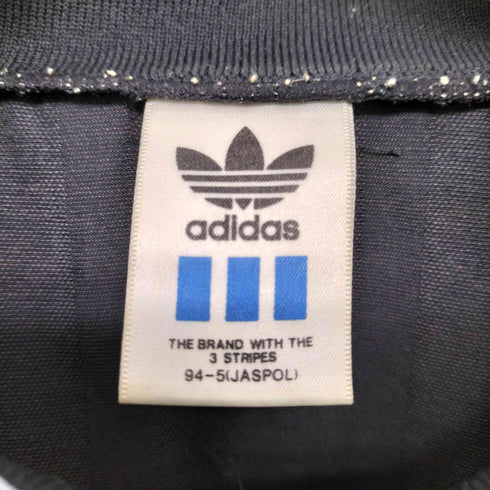 adidas
THE BRAND WITH THE
3 STRIPES
94-5(JASPOL)